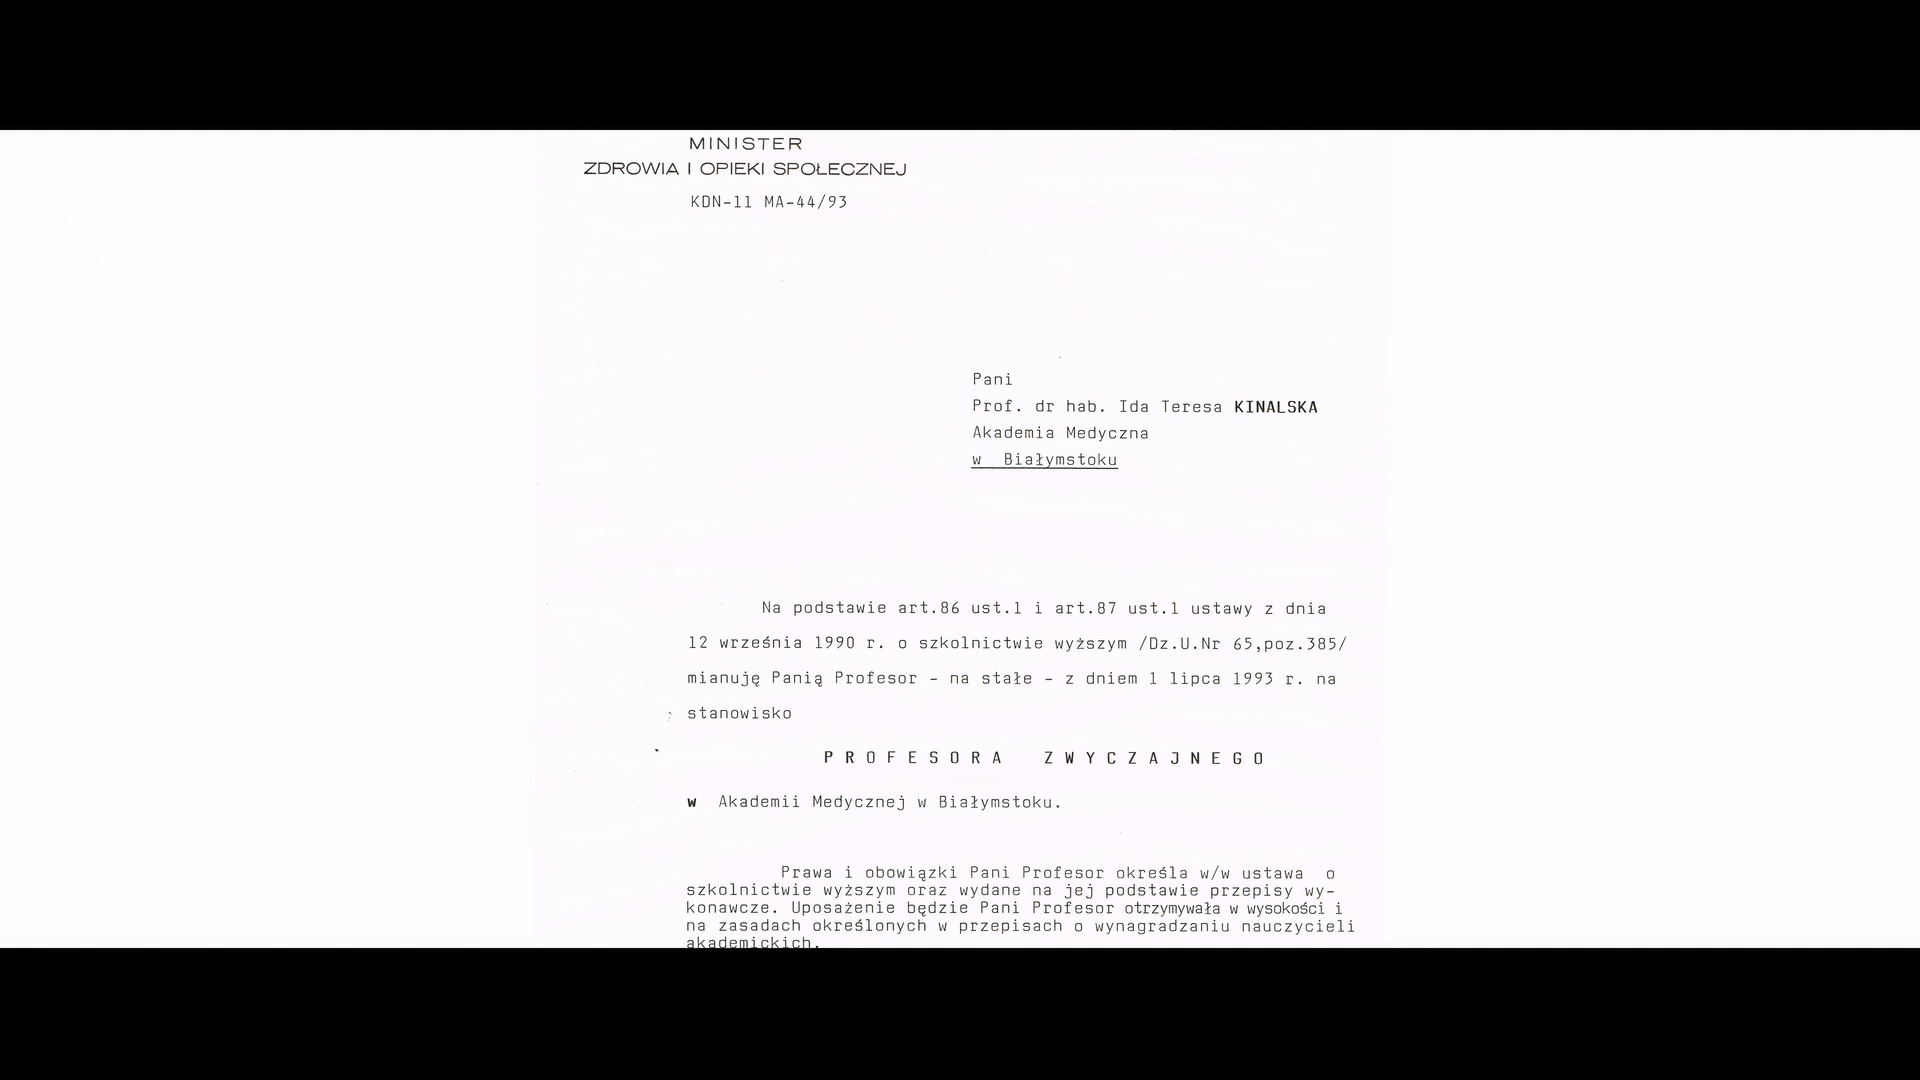 MINISTER
ZDROWIA I OPIEKI SPOŁECZNEJ
KDN-11 MA-44/93
Pani
Prof. dr hab. Ida Teresa KINALSKA
Akademia Medyczna
w Białymstoku
Na podstawie art.86 ust.1 i art.87 ust.1 ustawy z dnia
12 września 1990 r. o szkolnictwie wyższym /Dz.U.Nr 65,poz.385/
mianuję Panią Profesor - na stałe - z dniem 1 lipca 1993 r. na
stanowisko
PROFESORA ZWYCZAJNEGO
w Akademii Medycznej w Białymstoku.
Prawa i obowiązki Pani Profesor określa w/w ustawa o
szkolnictwie wyższym oraz wydane na jej podstawie przepisy wy-
konawcze. Uposażenie będzie Pani Profesor otrzymywała w wysokości i
na zasadach określonych w przepisach o wynagradzaniu nauczycieli
akademickich.